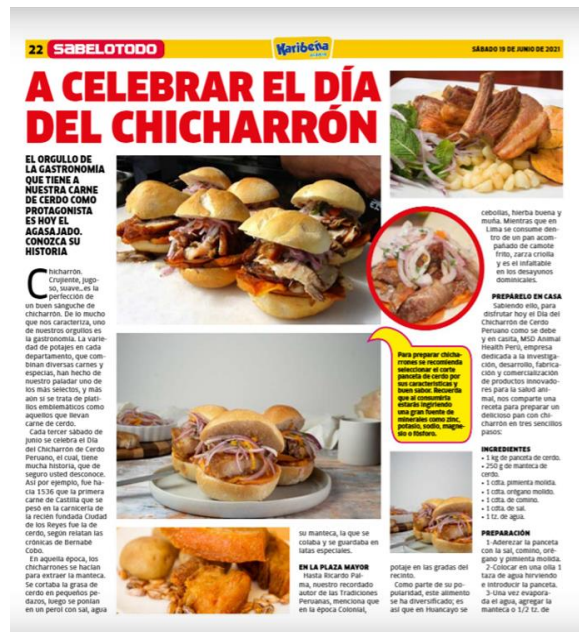 22 SABELOTODO
Karibeña
SÁBADO 19 DE JUNIO DE 2021
A CELEBRAR EL DÍA
DEL CHICHARRÓN
EL ORGULLO DE
LA GASTRONOMÍA
QUE TIENE A
NUESTRA CARNE
DE CERDO COMO
PROTAGONISTA
ES HOY EL
AGASAJADO.
CONOZCA SU
HISTORIA
Chicharrón.
Crujiente, jugo-
so, suave...es la
perfección de
un buen sánguche de
chicharrón. De lo mucho
que nos caracteriza, uno
de nuestros orgullos es
la gastronomía. La varie-
dad de potajes en cada
departamento, que com-
binan diversas carnes y
especias, han hecho de
nuestro paladar uno de
los más selectos, y más
aún si se trata de plati-
llos emblemáticos como
aquellos que llevan
carne de cerdo.
Cada tercer sábado de
junio se celebra el Día
del Chicharrón de Cerdo
Peruano, el cual, tiene
mucha historia, que de
seguro usted desconoce.
Así por ejemplo, fue ha-
cia 1536 que la primera
carne de Castilla que se
pesó en la carnicería de
la recién fundada Ciudad
de los Reyes fue la de
cerdo, según relatan las
crónicas de Bernabé
Cobo.
En aquella época, los
chicharrones se hacían
para extraer la manteca.
Se cortaba la grasa de
cerdo en pequeños pe-
dazos, luego se ponían
en un perol con sal, agua
su manteca, la que se
colaba y se guardaba en
latas especiales.
EN LA PLAZA MAYOR
Hasta Ricardo Pal-
ma, nuestro recordado
autor de las Tradiciones
Peruanas, menciona que
en la época Colonial,
potaje en las gradas del
recinto.
Como parte de su po-
pularidad, este alimento
se ha diversificado; es
así que en Huancayo se
Para preparar chicha-
rrones se recomienda
seleccionar el corte
panceta de cerdo por
sus características y
buen sabor. Recuerda
que al consumirla
estarás ingiriendo
una gran fuente de
minerales como zinc,
potasio, sodio, magne-
sio o fósforo.
cebollas, hierba buena y
muña. Mientras que en
Lima se consume den-
tro de un pan acom-
pañado de camote
frito, zarza criolla
y es el infaltable
en los desayunos
dominicales.
PREPÁRELO EN CASA
Sabiendo ello, para
disfrutar hoy el Día del
Chicharrón de Cerdo
Peruano como se debe
y en casita, MSD Animal
Health Perú, empresa
dedicada a la investiga-
ción, desarrollo, fabrica-
ción y comercialización
de productos innovado-
res para la salud ani-
mal, nos comparte una
receta para preparar un
delicioso pan con chi-
charrón en tres sencillos
pasos:
INGREDIENTES
• 1 kg de panceta de cerdo.
• 250 g de manteca de
cerdo.
• 1 cdta. pimienta molida.
• 1 cdta. orégano molido.
• 1 cdta. de comino.
• 1 cdta. de sal.
• 1 tz. de agua.
PREPARACIÓN
1-Aderezar la panceta
con la sal, comino, oré-
gano y pimienta molida.
2-Colocar en una olla 1
taza de agua hirviendo
e introducir la panceta.
3-Una vez evapora-
da el agua, agregar la
manteca o 1/2 tz. de